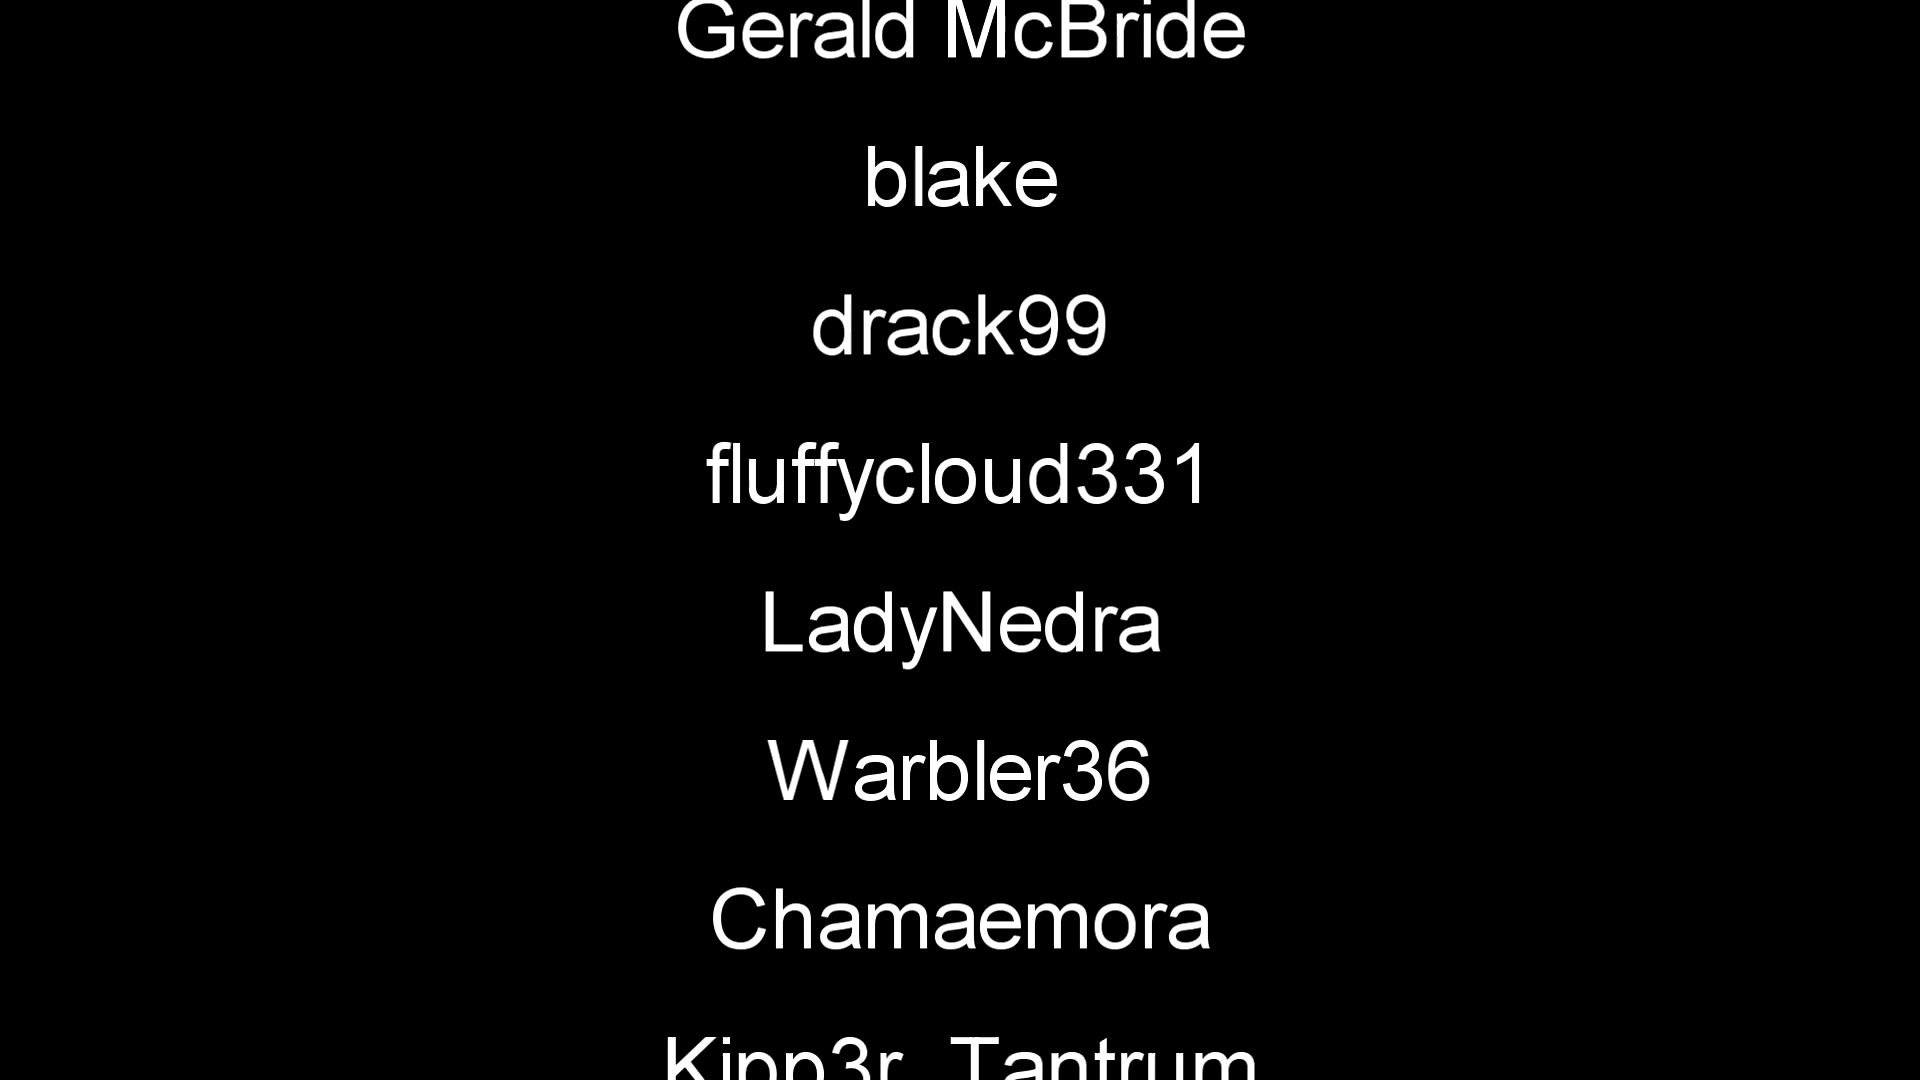 Gerald McBride
blake
drack99
fluffycloud331
LadyNedra
Warbler36
Chamaemora